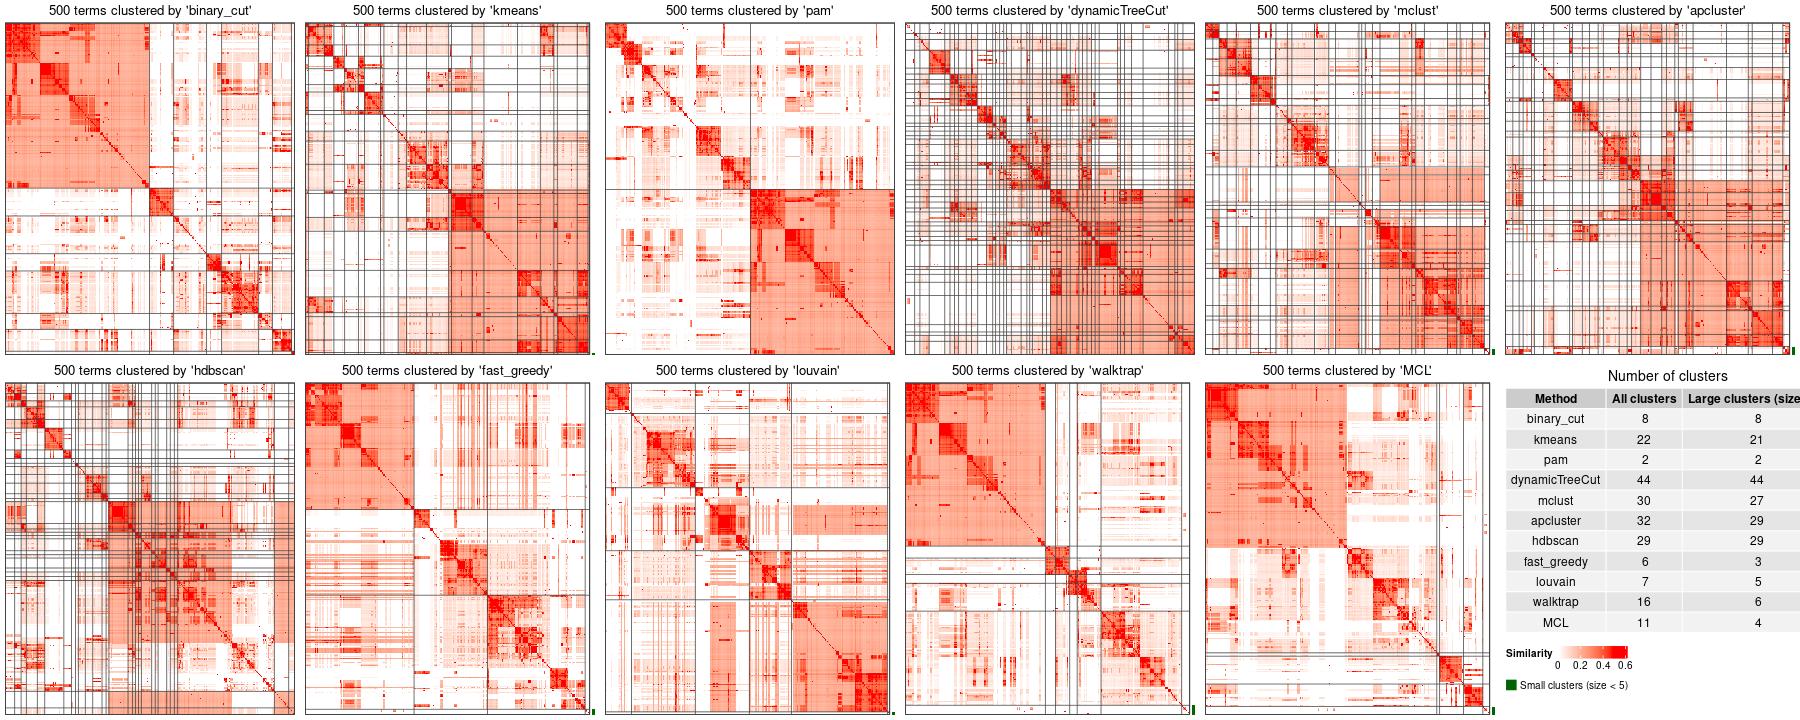 500 terms clustered by 'binary_cut'
500 terms clustered by 'kmeans'
500 terms clustered by 'pam'
500 terms clustered by 'dynamicTreeCut'
500 terms clustered by 'mclust'
500 terms clustered by 'apcluster'
500 terms clustered by 'hdbscan'
500 terms clustered by 'fast_greedy'
500 terms clustered by 'louvain'
500 terms clustered by 'walktrap'
500 terms clustered by 'MCL'
Number of clusters
Method All clusters Large clusters (size
binary_cut 8 8
kmeans 22 21
pam 2 2
dynamicTreeCut 44 44
mclust 30 27
apcluster 32 29
hdbscan 29 29
fast_greedy 6 3
louvain 7 5
walktrap 16 6
MCL 11 4
Similarity
0 0.2 0.4 0.6
Small clusters (size < 5)